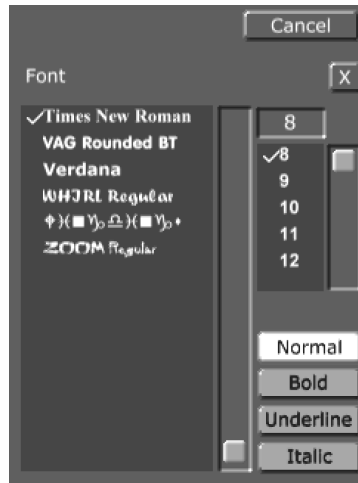 Cancel
Font
X
Times New Roman
VAG Rounded BT
Verdana
WHIRL Regular
ZOOM Regular
8
8
9
10
11
12
Normal
Bold
Underline
Italic